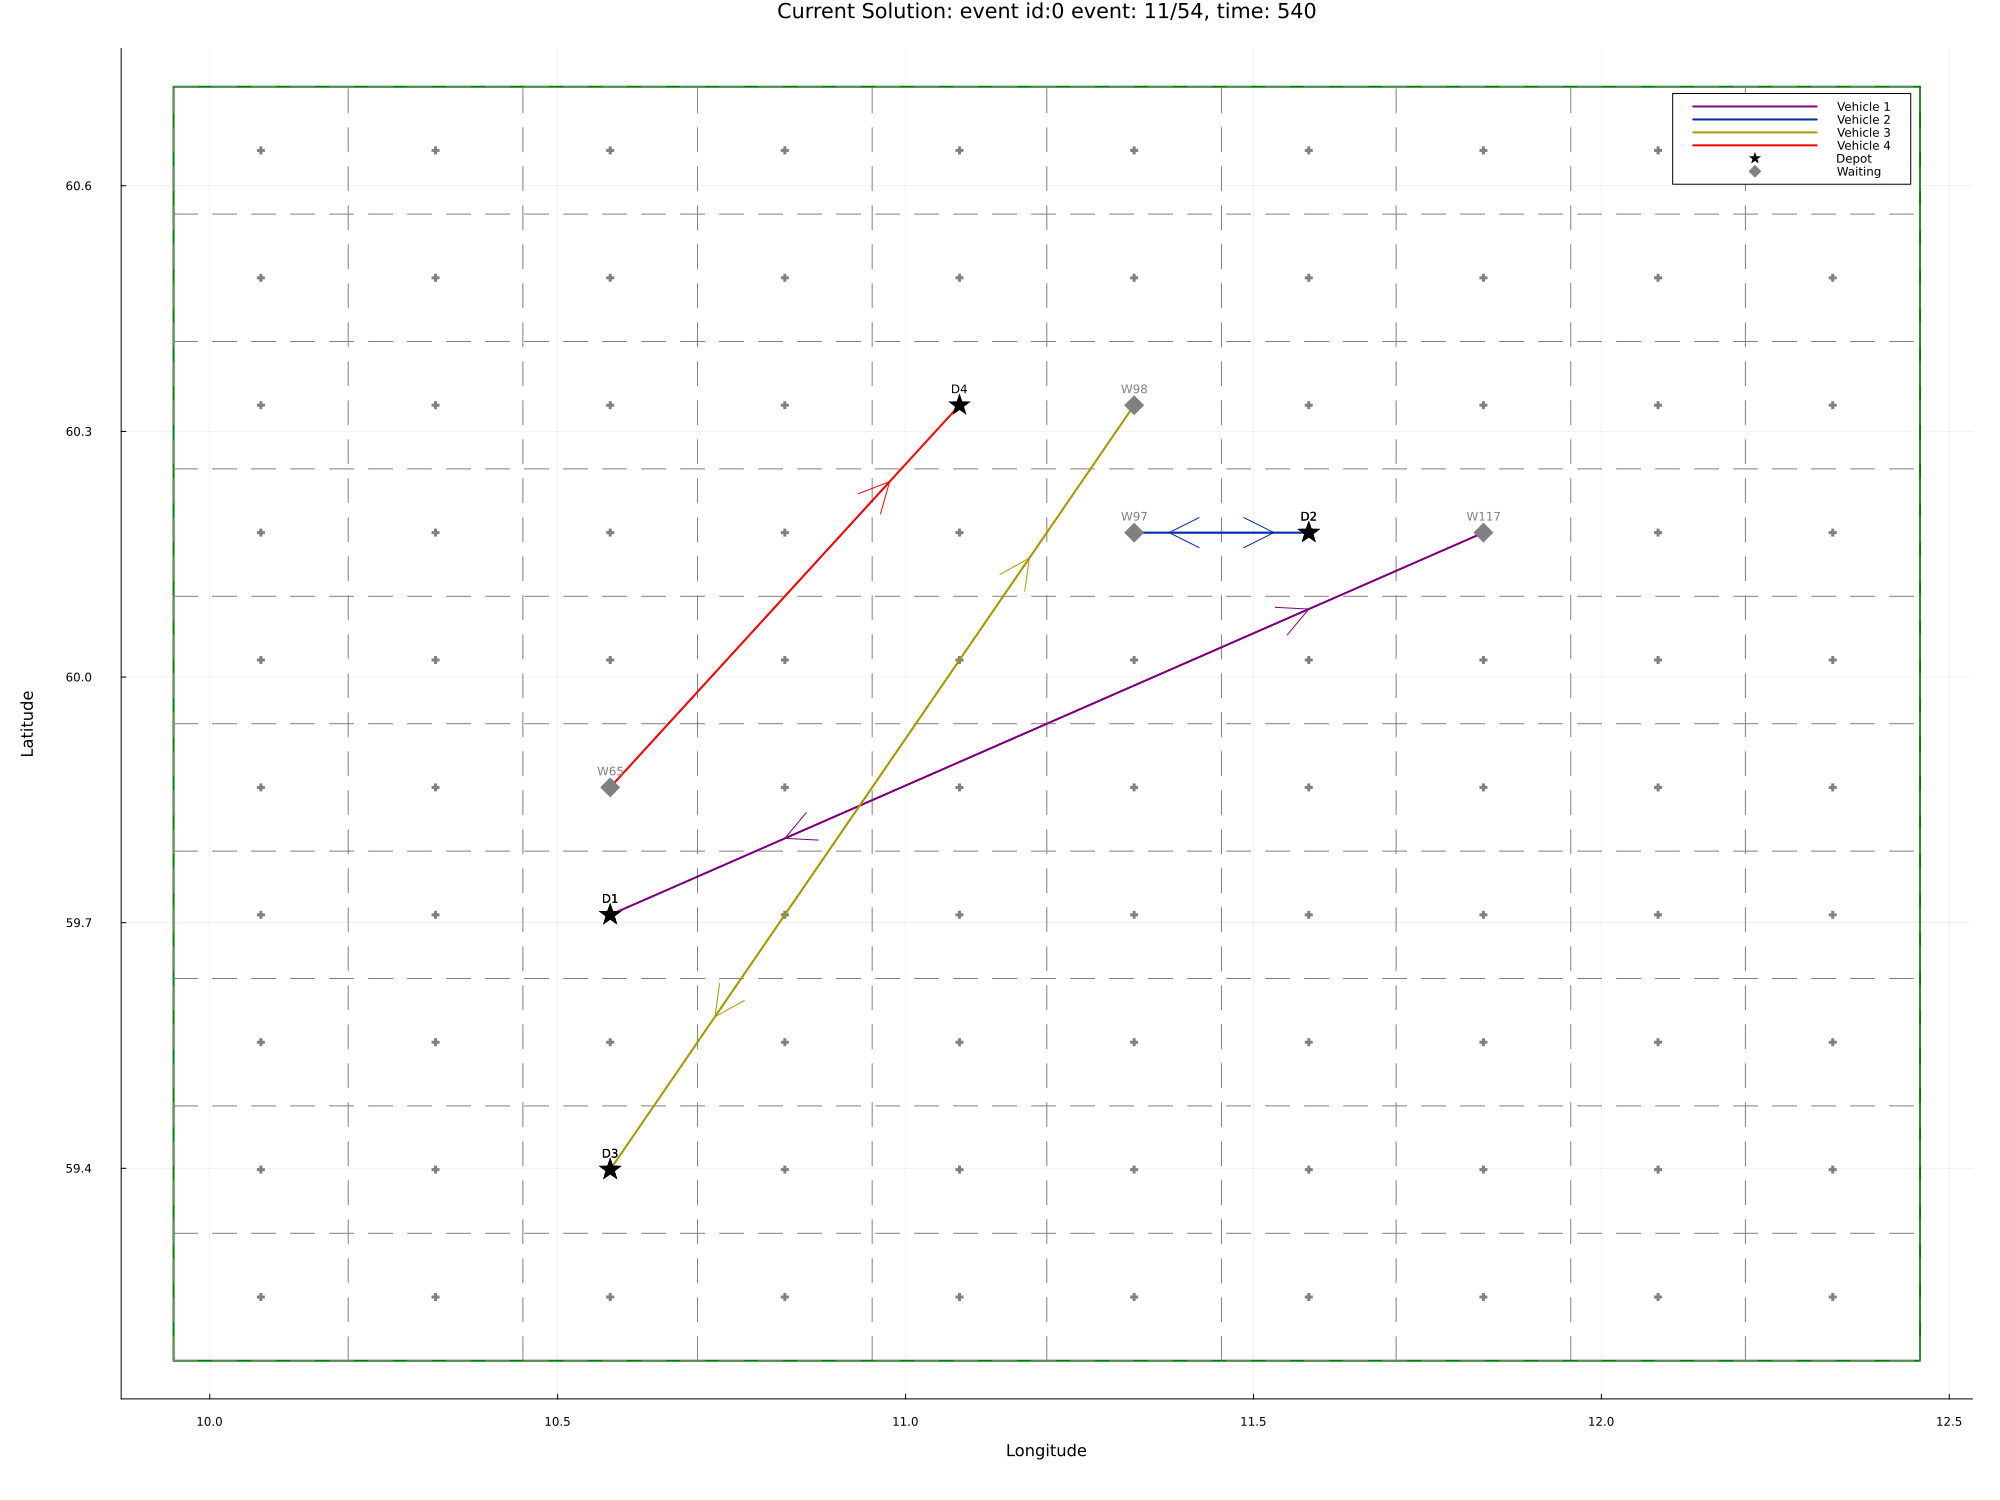 Current Solution: event id:0 event: 11/54, time: 540
Vehicle 1
Vehicle 2
Vehicle 3
Vehicle 4
Depot
Waiting
60.6
D4
W98
60.3
W97
D2
W117
60.0
Latitude
W65
D1
59.7
D3
59.4
10.0
10.5
11.0
11.5
12.0
12.5
Longitude